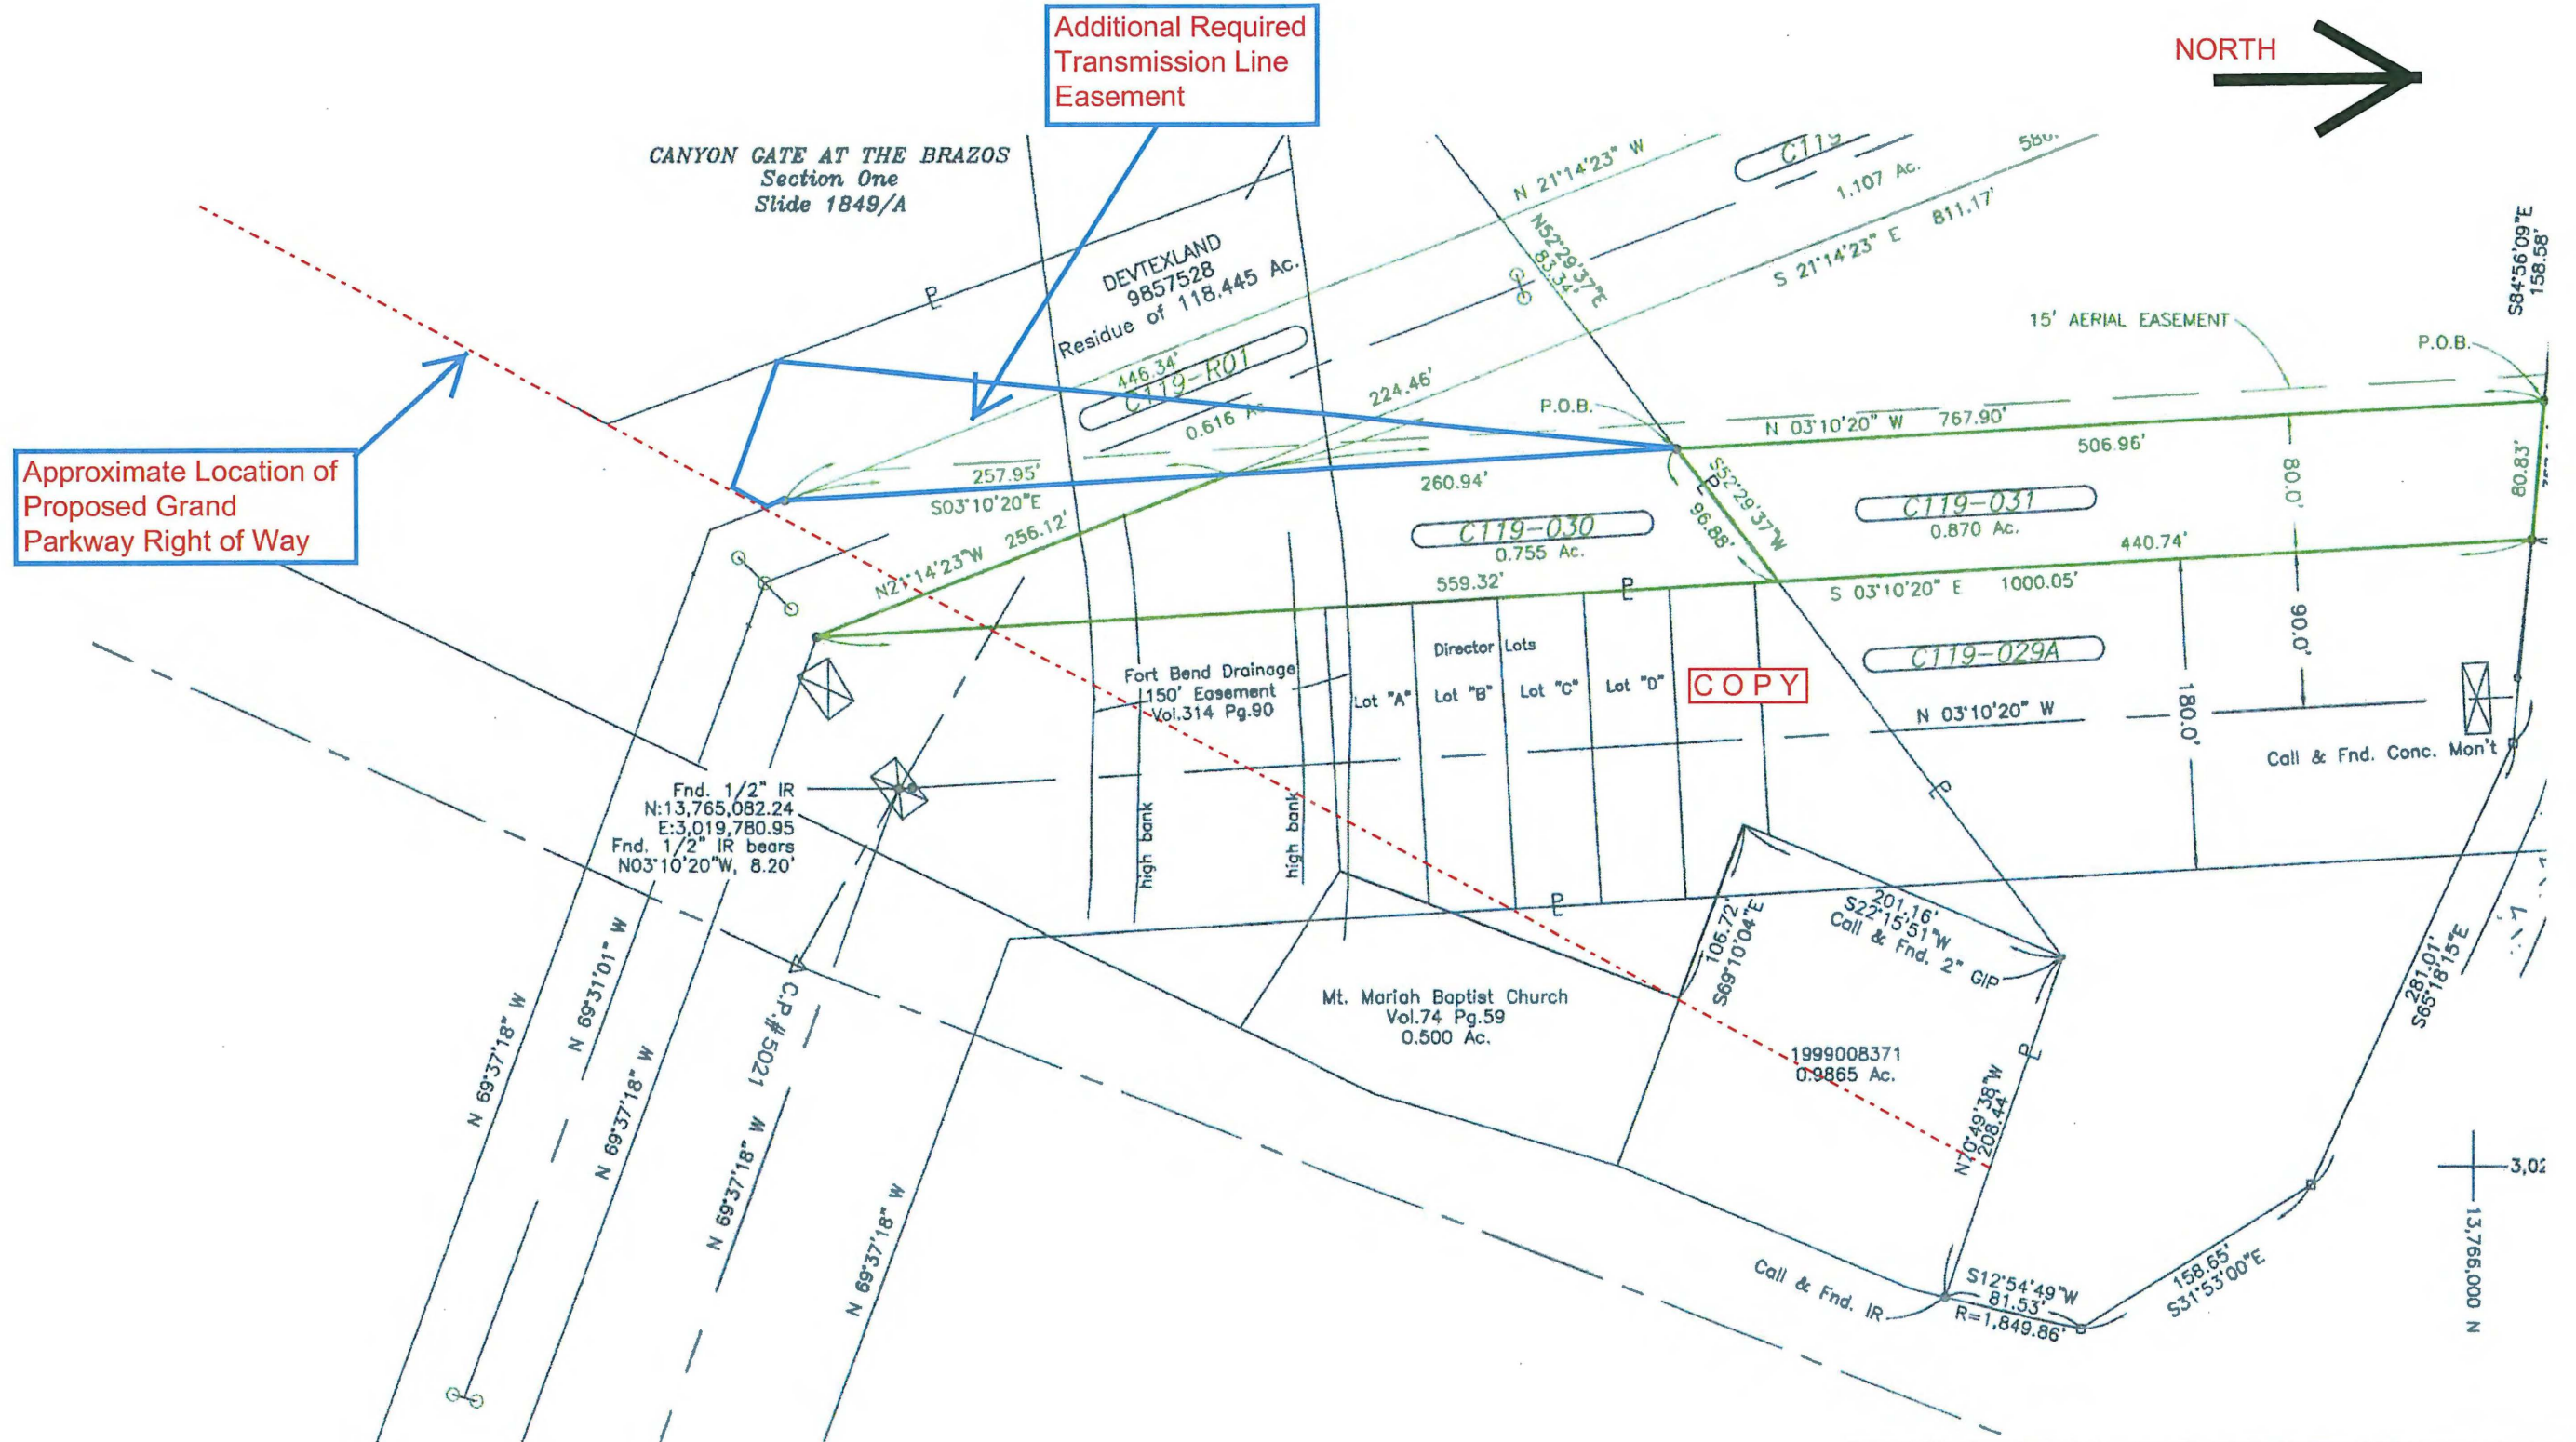 Additional Required
Transmission Line
Easement
NORTH
CANYON GATE AT THE BRAZOS
Section One
Slide 1849/A
DEVTEXLAND
9857528
Residue of 118.445 Ac.
C119-R01
446.34'
0.616
224.46'
N 21°14'23" W
N52°29'37"E
83.34'
C119
1.107 Ac.
S 21°14'23" E
811.17'
S84°56'09"E
158.58'
15' AERIAL EASEMENT
P.O.B.
P.O.B.
N 03°10'20" W 767.90'
506.96'
80.0'
80.83'
Approximate Location of
Proposed Grand
Parkway Right of Way
257.95'
S03°10'20"E
260.94'
N21°14'23"W 256.12'
C119-030
0.755 Ac.
559.32'
S52°29'37"W
96.88'
C119-031
0.870 Ac.
440.74'
S 03°10'20" E 1000.05'
90.0'
180.0'
C119-029A
Fort Bend Drainage
150' Easement
Vol.314 Pg.90
Director Lots
Lot "A"
Lot "B"
Lot "C"
Lot "D"
COPY
N 03°10'20" W
Call & Fnd. Conc. Mon't
Fnd. 1/2" IR
N:13,765,082.24
E:3,019,780.95
Fnd. 1/2" IR bears
N03°10'20"W, 8.20'
high bank
high bank
201.16'
S22°15'51"W
Call & Fnd. 2" GIP
106.72'
S69°10'04"E
Mt. Mariah Baptist Church
Vol.74 Pg.59
0.500 Ac.
1999008371
0.9865 Ac.
N70°49'38"W
208.44'
281.01'
S65°18'15"E
N 69°37'18" W
N 69°31'01" W
N 69°37'18" W
C.P.# 5021
N 69°37'18" W
N 69°37'18" W
Call & Fnd. IR
S12°54'49"W
81.53'
R=1,849.86'
158.65'
S31°53'00"E
3,02
13,766,000 N